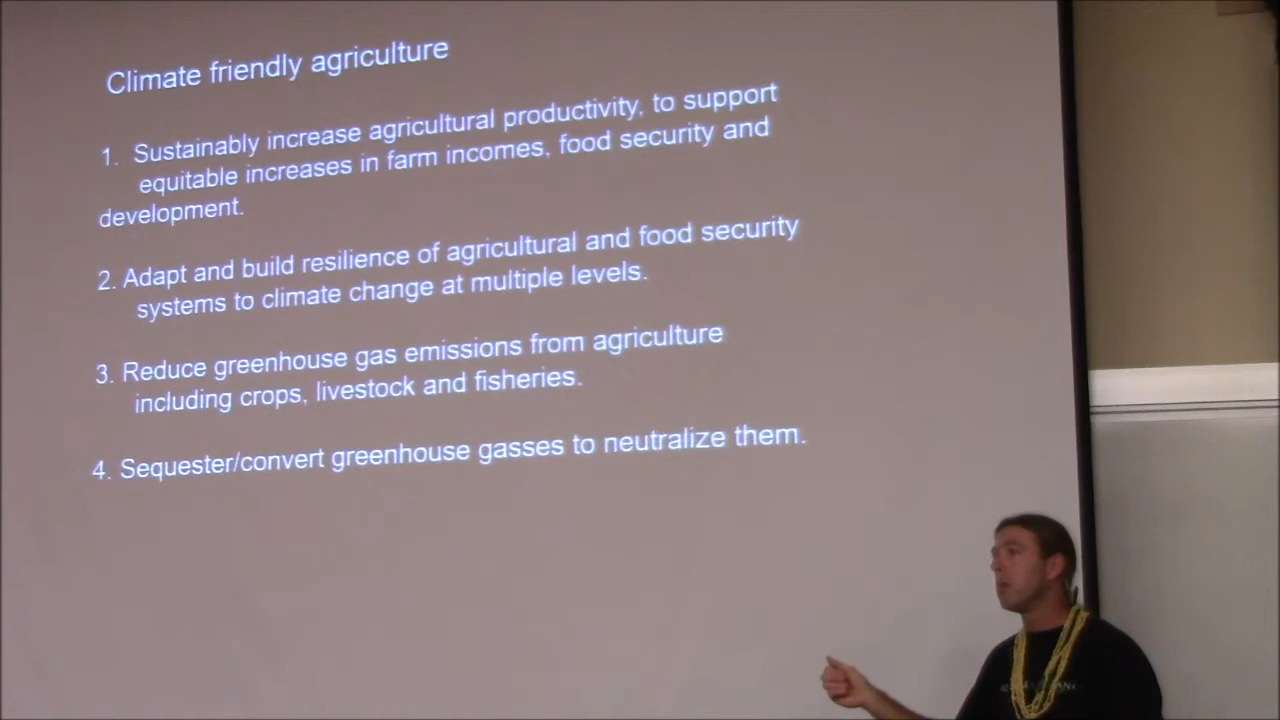 Climate friendly agriculture
1. Sustainably increase agricultural productivity, to support
equitable increases in farm incomes, food security and
development.
2. Adapt and build resilience of agricultural and food security
systems to climate change at multiple levels.
3. Reduce greenhouse gas emissions from agriculture
including crops, livestock and fisheries.
4. Sequester/convert greenhouse gasses to neutralize them.